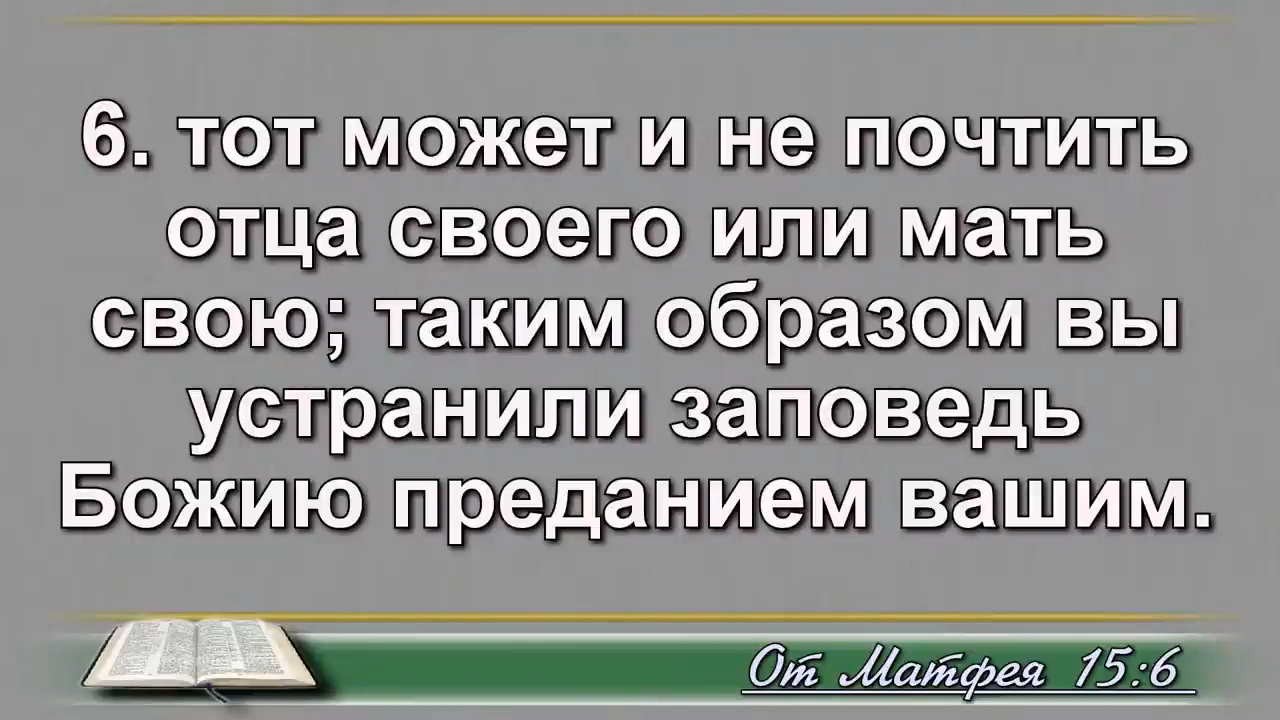 6. тот может и не почтить
отца своего или мать
свою; таким образом вы
устранили заповедь
Божию преданием вашим.
От Матфея 15:6